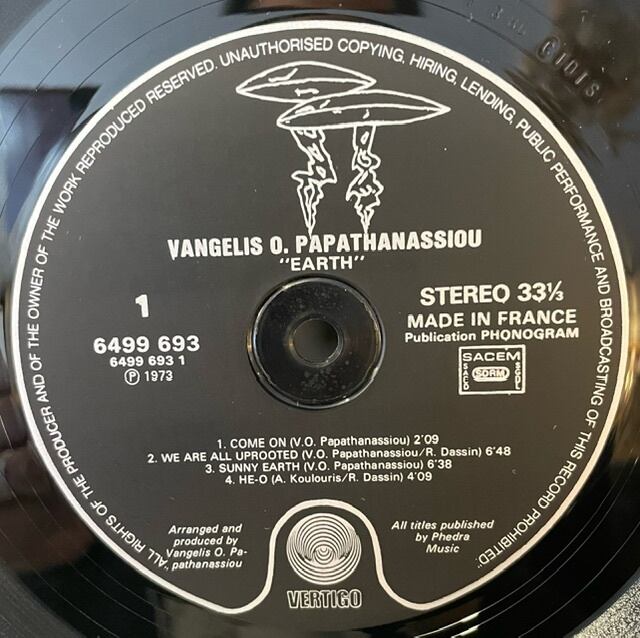 "ALL RIGHTS OF THE PRODUCER AND OF THE OWNER OF THE WORK REPRODUCED RESERVED. UNAUTHORISED COPYING, HIRING, LENDING, PUBLIC PERFORMANCE AND BROADCASTING OF THIS RECORD PROHIBITED"
VANGELIS O. PAPATHANASSIOU
"EARTH"
1
6499 693
6499 693 1
Ⓟ 1973
STEREO 33⅓
MADE IN FRANCE
Publication PHONOGRAM
SACEM
SACD SDRM SGDL
1. COME ON (V.O. Papathanassiou) 2'09
2. WE ARE ALL UPROOTED (V.O. Papathanassiou/R. Dassin) 6'48
3. SUNNY EARTH (V.O. Papathanassiou) 6'38
4. HE-O (A. Koulouris/R. Dassin) 4'09
Arranged and
produced by
Vangelis O. Pa-
pathanassiou
All titles published
by Phedra
Music
VERTIGO